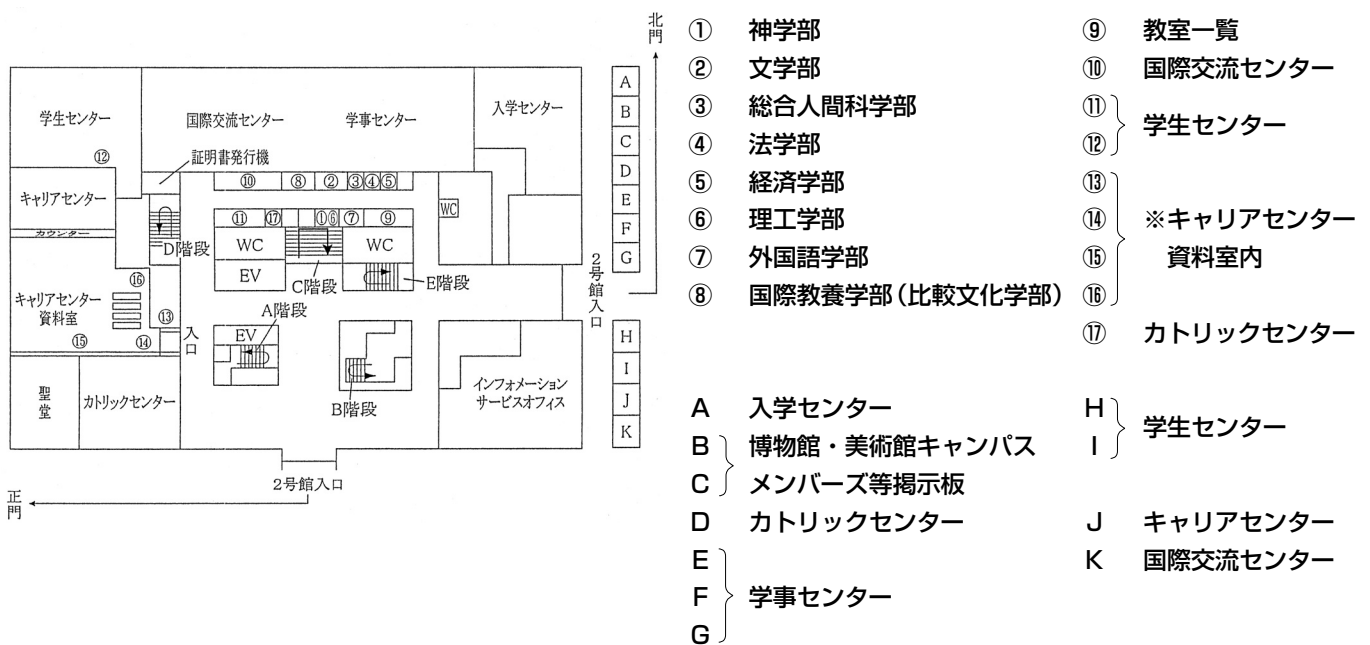 北門
学生センター
国際交流センター
学事センター
入学センター
A
B
C
D
E
F
G
⑫
証明書発行機
⑩ ⑧ ② ③ ④ ⑤
キャリアセンター
カウンター
D階段
⑪ ⑰ ① ⑥ ⑦ ⑨
WC
WC
WC
EV
C階段
E階段
2号館入口
⑯
キャリアセンター
資料室
⑬
⑮ ⑭
入口
A階段
EV
B階段
H
I
J
K
聖堂
カトリックセンター
インフォメーション
サービスオフィス
2号館入口
正門
① 神学部
② 文学部
③ 総合人間科学部
④ 法学部
⑤ 経済学部
⑥ 理工学部
⑦ 外国語学部
⑧ 国際教養学部(比較文化学部)
⑨ 教室一覧
⑩ 国際交流センター
⑪
⑫ 学生センター
⑬
⑭ ※キャリアセンター
⑮ 資料室内
⑯
⑰ カトリックセンター
A 入学センター
B 博物館・美術館キャンパス
C メンバーズ等掲示板
D カトリックセンター
E
F 学事センター
G
H
I 学生センター
J キャリアセンター
K 国際交流センター